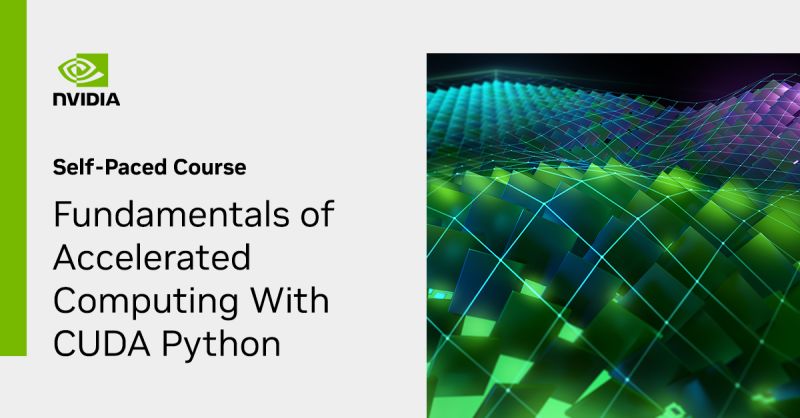 NVIDIA
Self-Paced Course
Fundamentals of
Accelerated
Computing With
CUDA Python